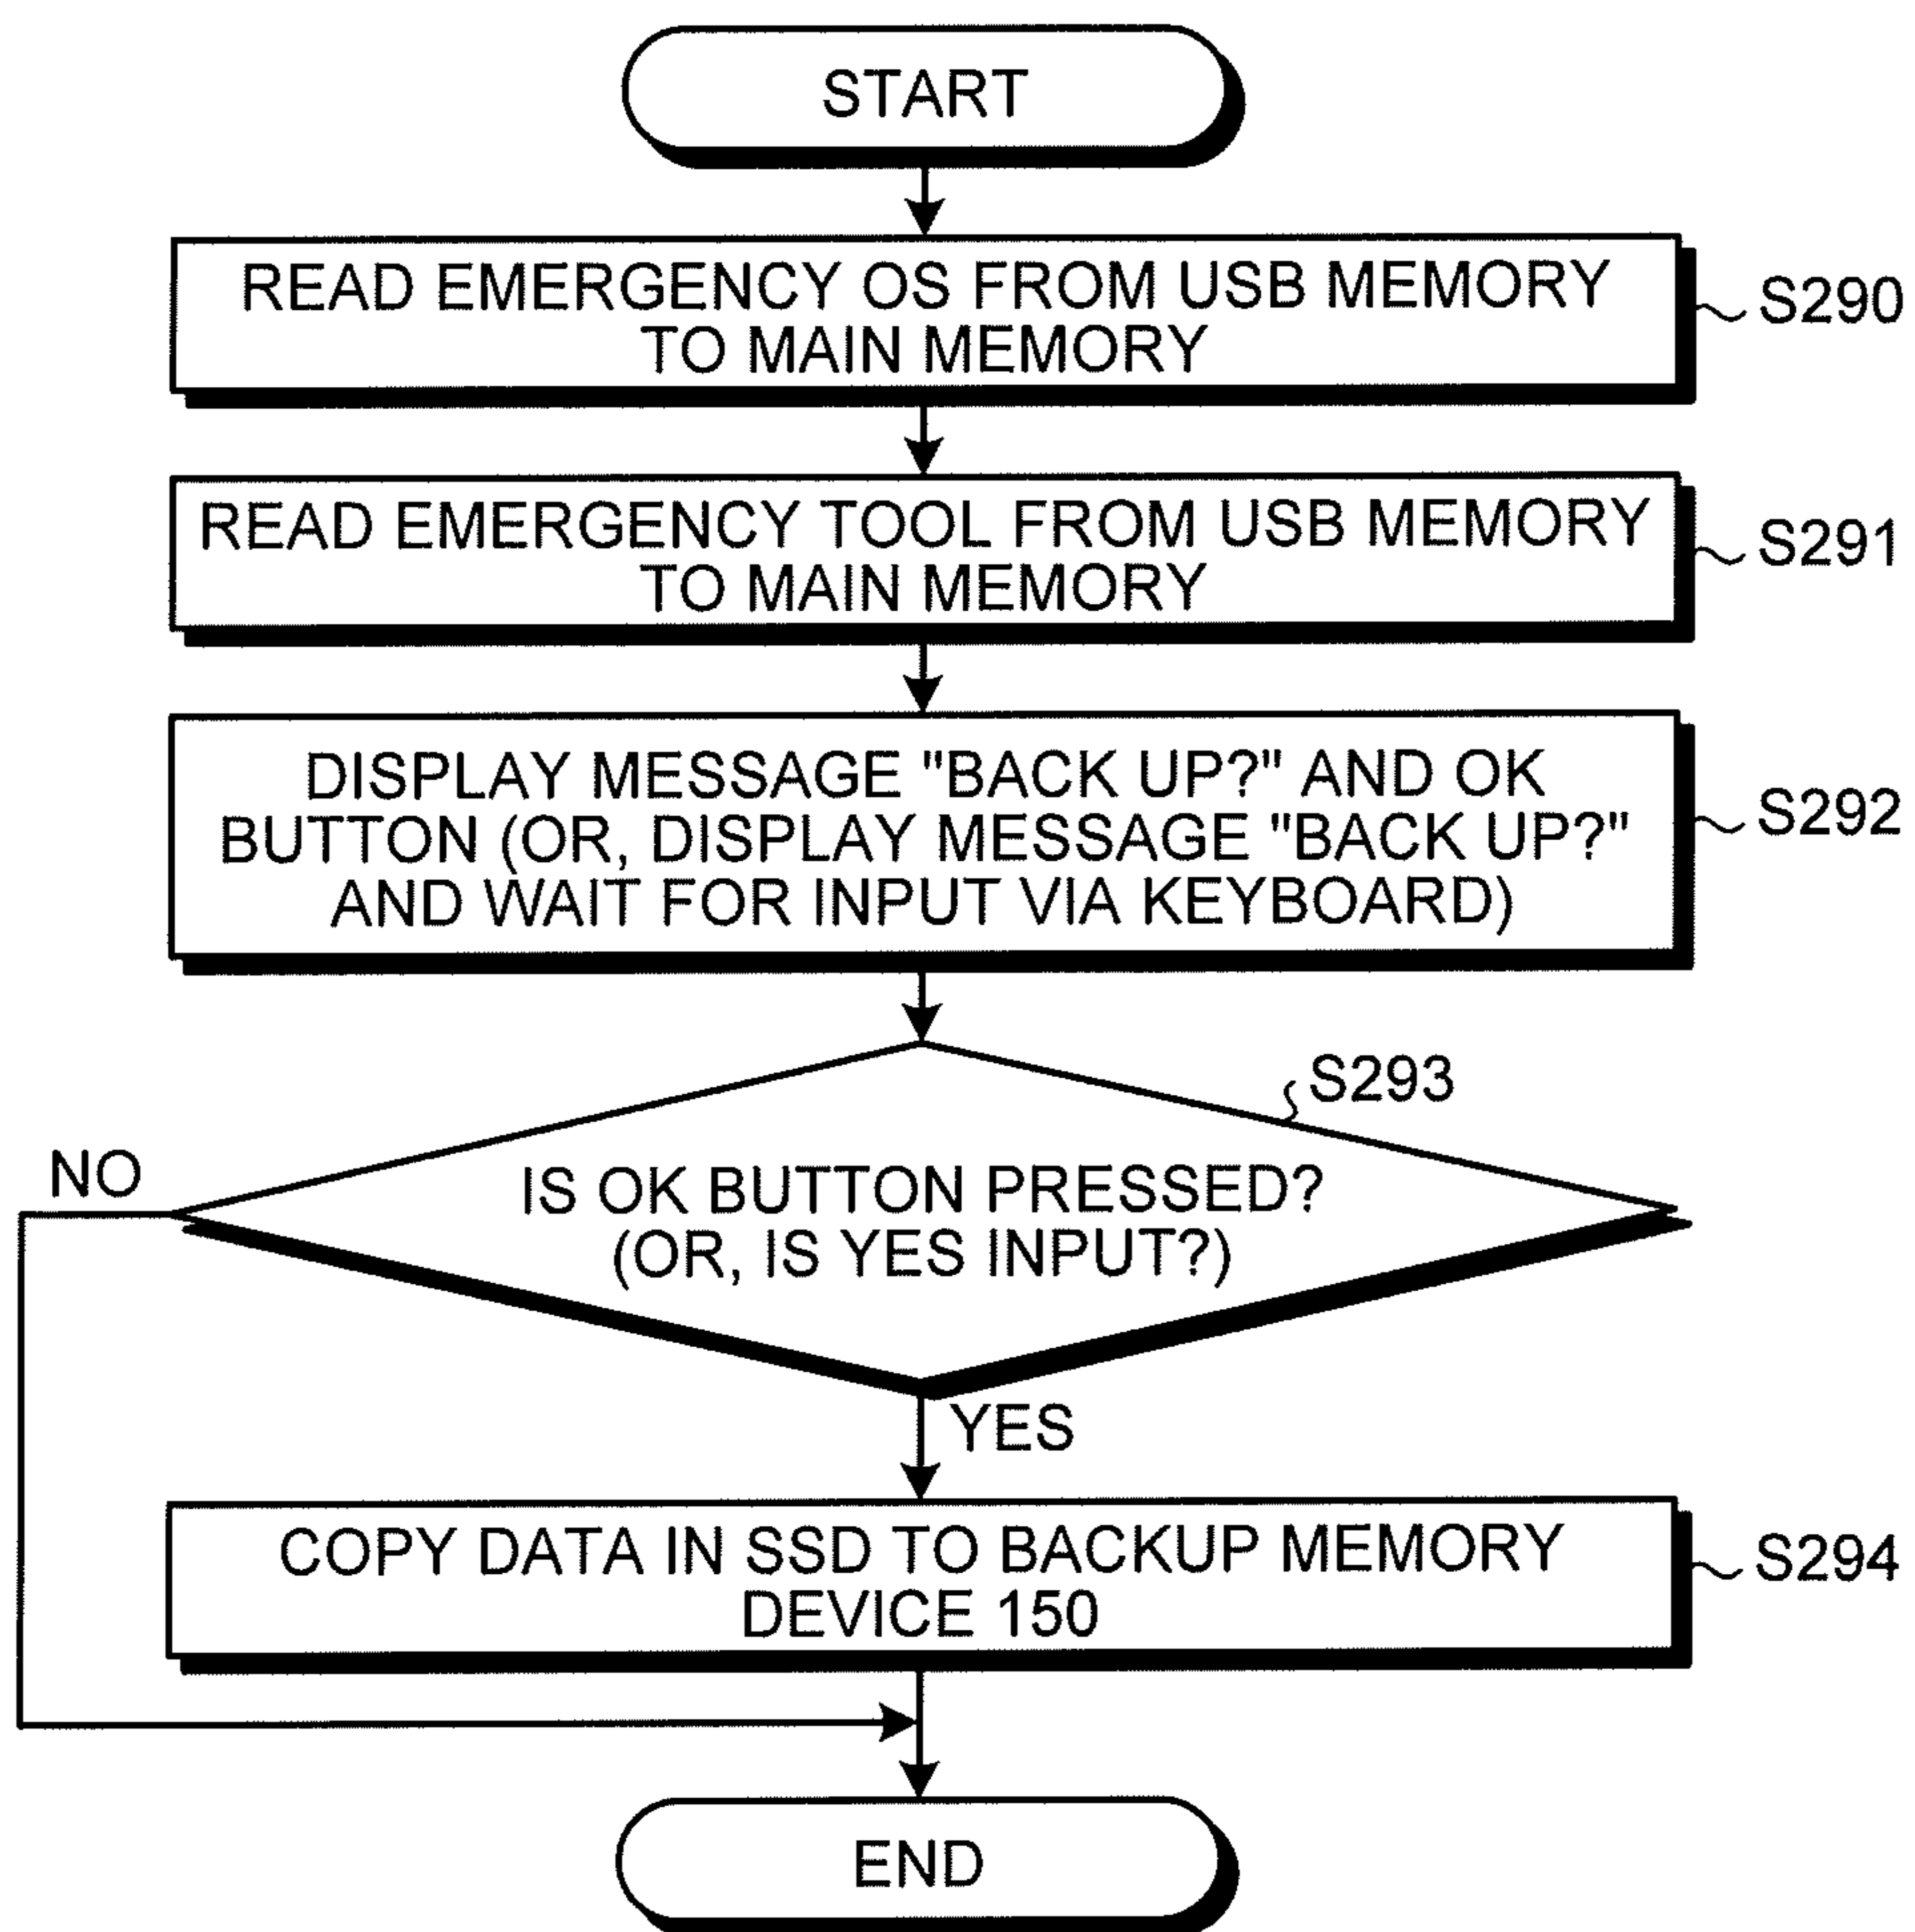 START
READ EMERGENCY OS FROM USB MEMORY
TO MAIN MEMORY
S290
READ EMERGENCY TOOL FROM USB MEMORY
TO MAIN MEMORY
S291
DISPLAY MESSAGE "BACK UP?" AND OK
BUTTON (OR, DISPLAY MESSAGE "BACK UP?"
AND WAIT FOR INPUT VIA KEYBOARD)
S292
S293
NO
IS OK BUTTON PRESSED?
(OR, IS YES INPUT?)
YES
COPY DATA IN SSD TO BACKUP MEMORY
DEVICE 150
S294
END